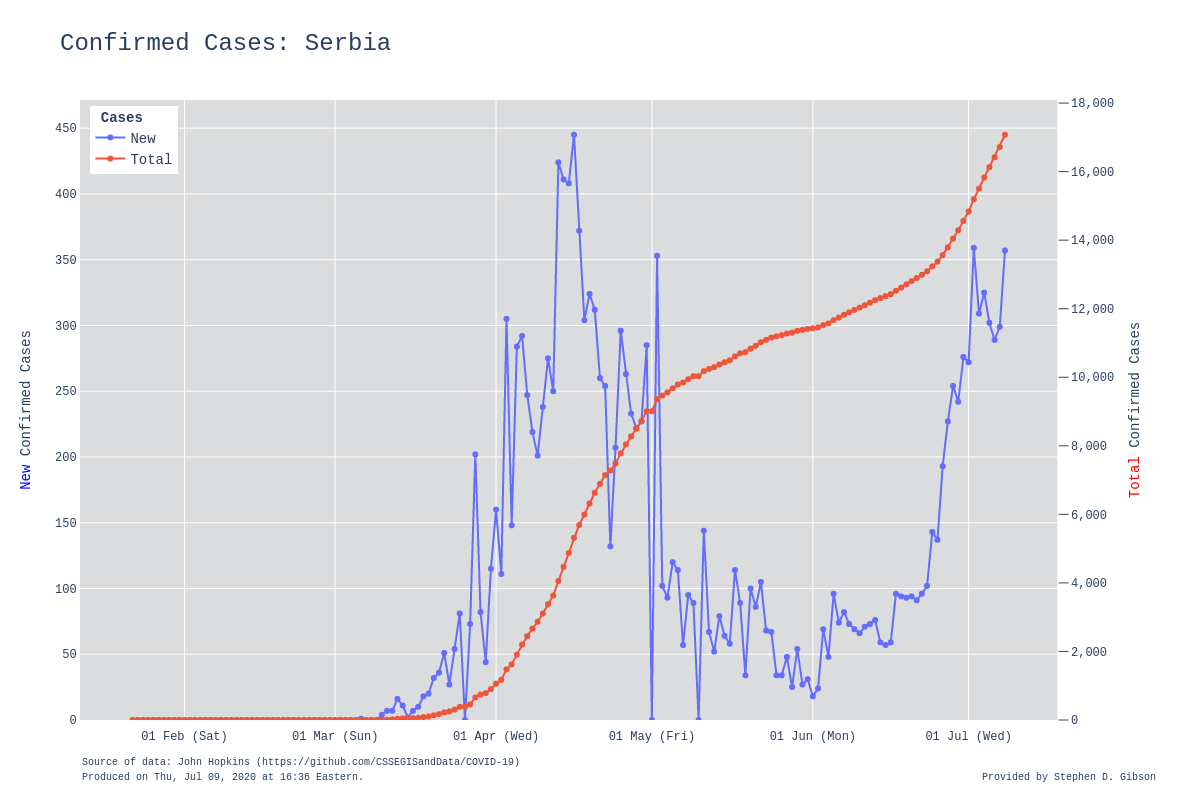 Confirmed Cases: Serbia
Cases
New
Total
450
400
350
300
250
200
150
100
50
0
18,000
16,000
14,000
12,000
10,000
8,000
6,000
4,000
2,000
0
New Confirmed Cases
Total Confirmed Cases
01 Feb (Sat) 01 Mar (Sun) 01 Apr (Wed) 01 May (Fri) 01 Jun (Mon) 01 Jul (Wed)
Source of data: John Hopkins (https://github.com/CSSEGISandData/COVID-19)
Produced on Thu, Jul 09, 2020 at 16:36 Eastern.
Provided by Stephen D. Gibson